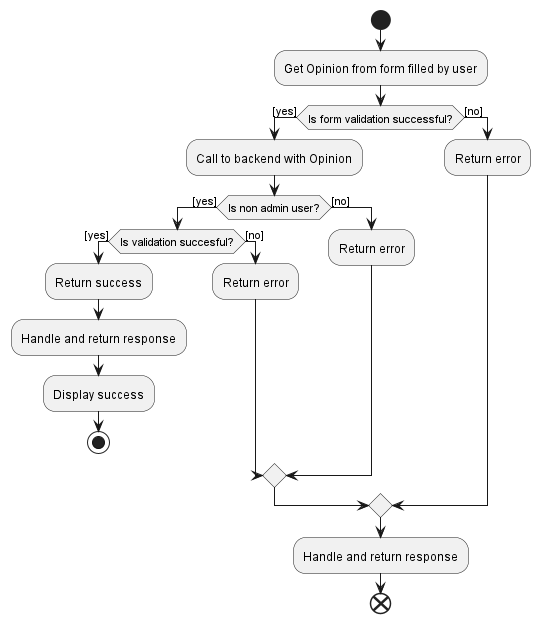 Get Opinion from form filled by user
[yes]
Is form validation successful?
[no]
Call to backend with Opinion
Return error
[yes]
Is non admin user?
[no]
[yes]
Is validation succesful?
[no]
Return error
Return success
Return error
Handle and return response
Display success
Handle and return response